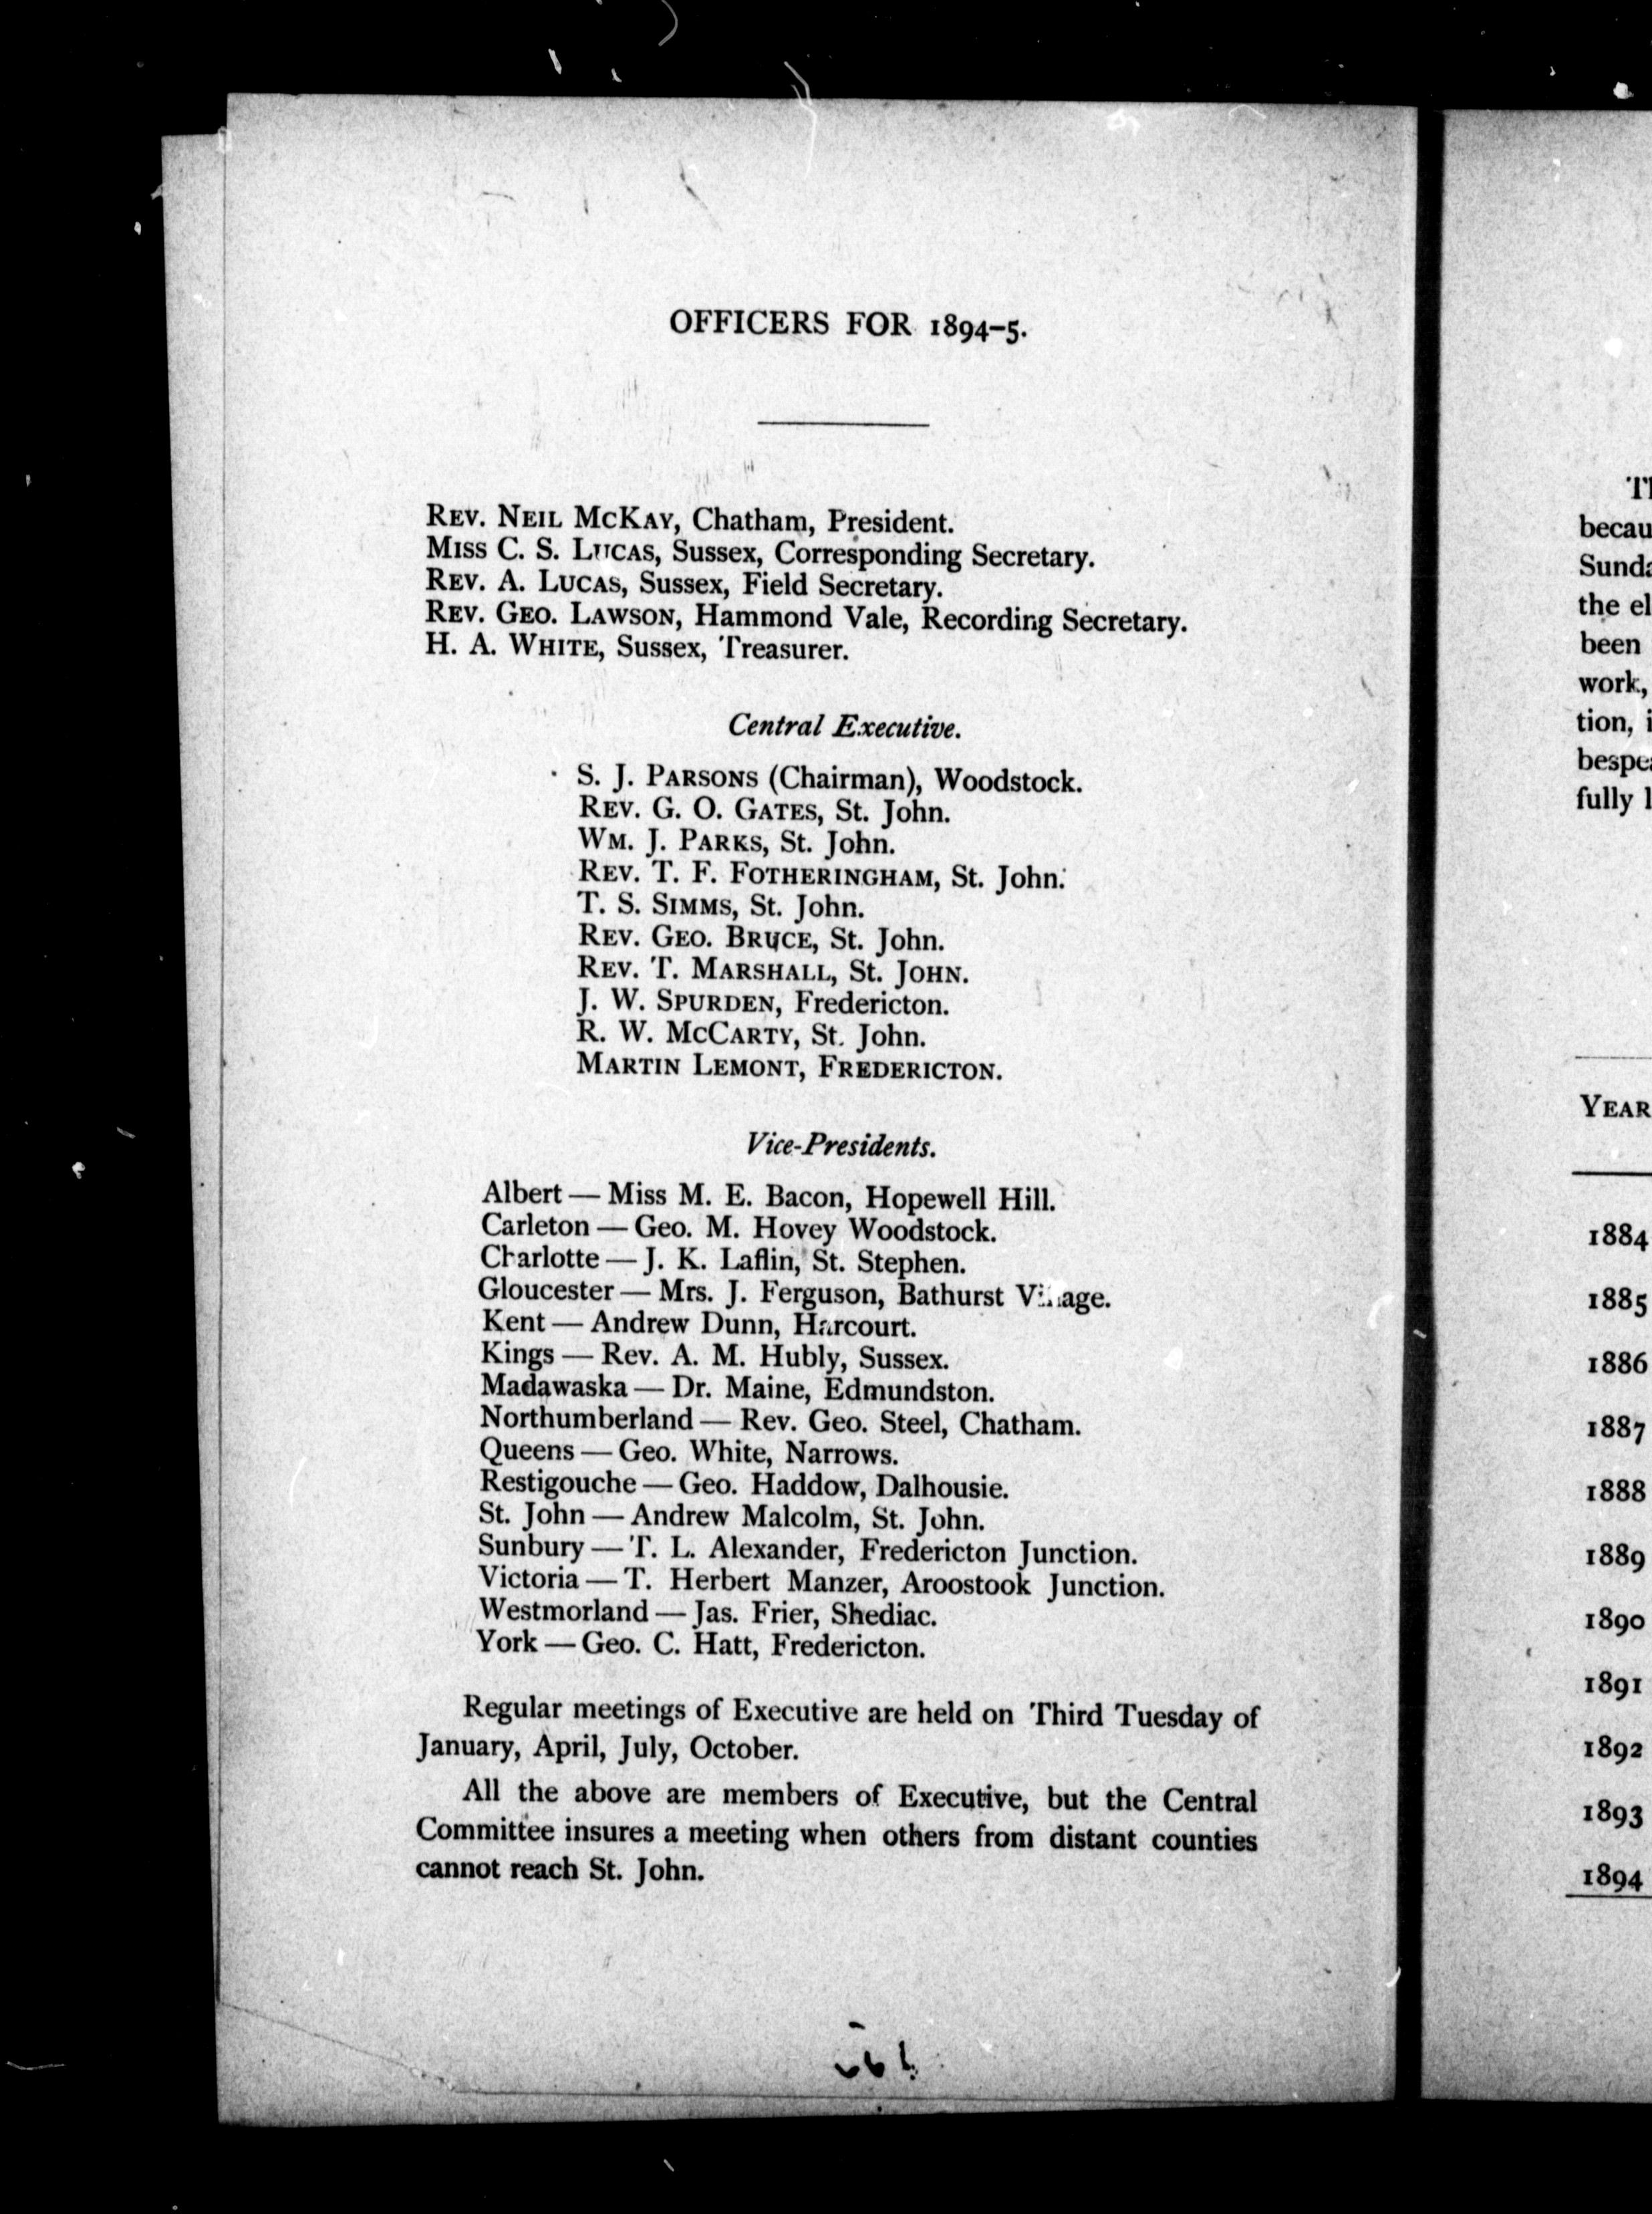 OFFICERS FOR 1894-5.
REV. NEIL MCKAY, Chatham, President.
MISS C. S. LUCAS, Sussex, Corresponding Secretary.
REV. A. LUCAS, Sussex, Field Secretary.
REV. GEO. LAWSON, Hammond Vale, Recording Secretary.
H. A. WHITE, Sussex, Treasurer.
Central Executive.
S. J. PARSONS (Chairman), Woodstock.
REV. G. O. GATES, St. John.
WM. J. PARKS, St. John.
REV. T. F. FOTHERINGHAM, St. John.
T. S. SIMMS, St. John.
REV. GEO. BRUCE, St. John.
REV. T. MARSHALL, St. JOHN.
J. W. SPURDEN, Fredericton.
R. W. MCCARTY, St. John.
MARTIN LEMONT, FREDERICTON.
Vice-Presidents.
Albert — Miss M. E. Bacon, Hopewell Hill.
Carleton — Geo. M. Hovey Woodstock.
Charlotte — J. K. Laflin, St. Stephen.
Gloucester — Mrs. J. Ferguson, Bathurst Village.
Kent — Andrew Dunn, Harcourt.
Kings — Rev. A. M. Hubly, Sussex.
Madawaska — Dr. Maine, Edmundston.
Northumberland — Rev. Geo. Steel, Chatham.
Queens — Geo. White, Narrows.
Restigouche — Geo. Haddow, Dalhousie.
St. John — Andrew Malcolm, St. John.
Sunbury — T. L. Alexander, Fredericton Junction.
Victoria — T. Herbert Manzer, Aroostook Junction.
Westmorland — Jas. Frier, Shediac.
York — Geo. C. Hatt, Fredericton.
Regular meetings of Executive are held on Third Tuesday of
January, April, July, October.
All the above are members of Executive, but the Central
Committee insures a meeting when others from distant counties
cannot reach St. John.
becau
Sunda
the el
been
work,
tion, i
bespea
fully l
YEAR
1884
1885
1886
1887
1888
1889
1890
1891
1892
1893
1894